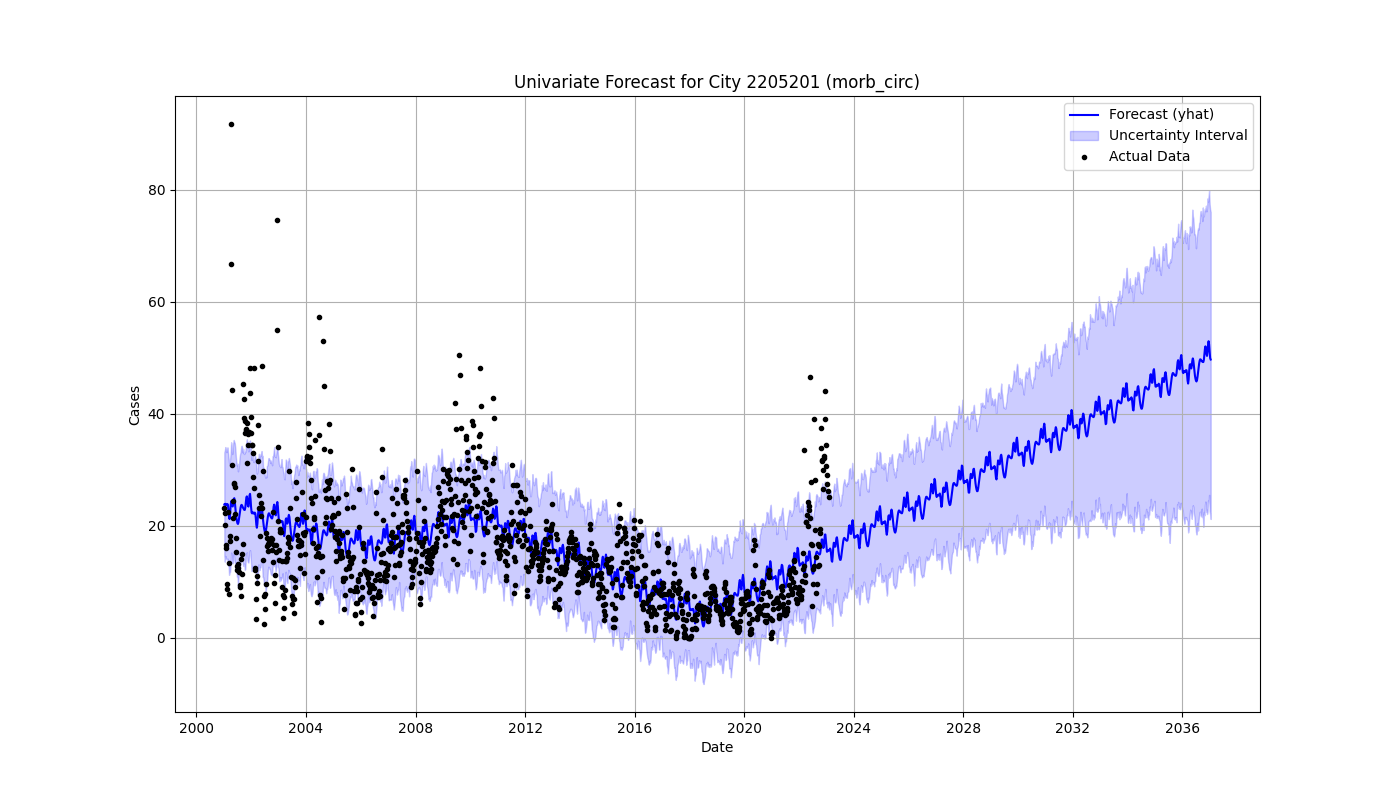 Univariate Forecast for City 2205201 (morb_circ)
Forecast (yhat)
Uncertainty Interval
Actual Data
Cases
80
60
40
20
0
2000 2004 2008 2012 2016 2020 2024 2028 2032 2036
Date